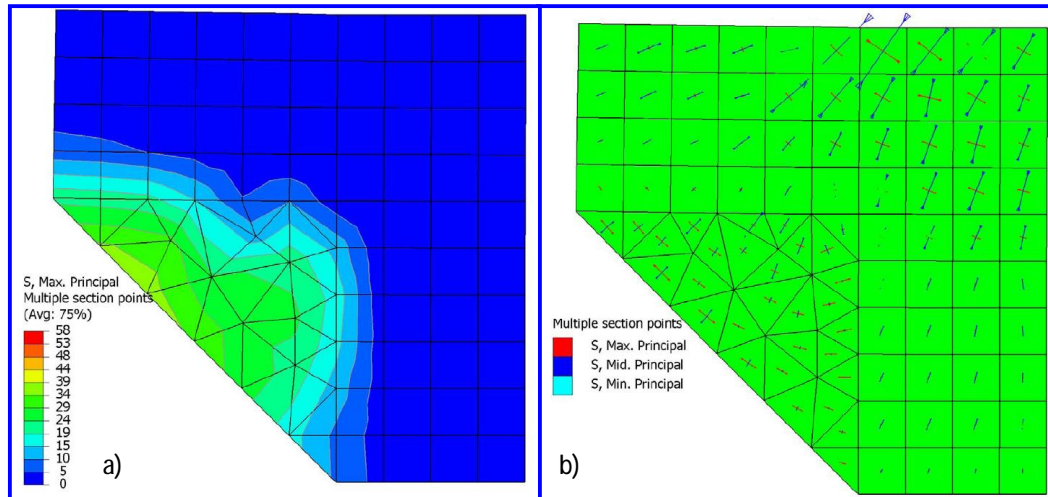 S, Max. Principal
Multiple section points
(Avg: 75%)
58
53
48
44
39
34
29
24
19
15
10
5
0
a)
Multiple section points
S, Max. Principal
S, Mid. Principal
S, Min. Principal
b)